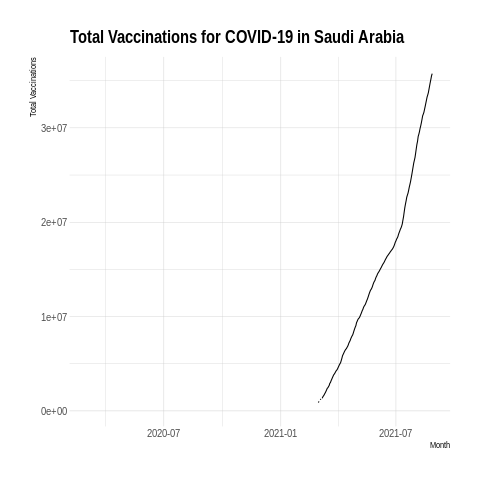 Total Vaccinations for COVID-19 in Saudi Arabia
Total Vaccinations
3e+07
2e+07
1e+07
0e+00
2020-07
2021-01
2021-07
Month